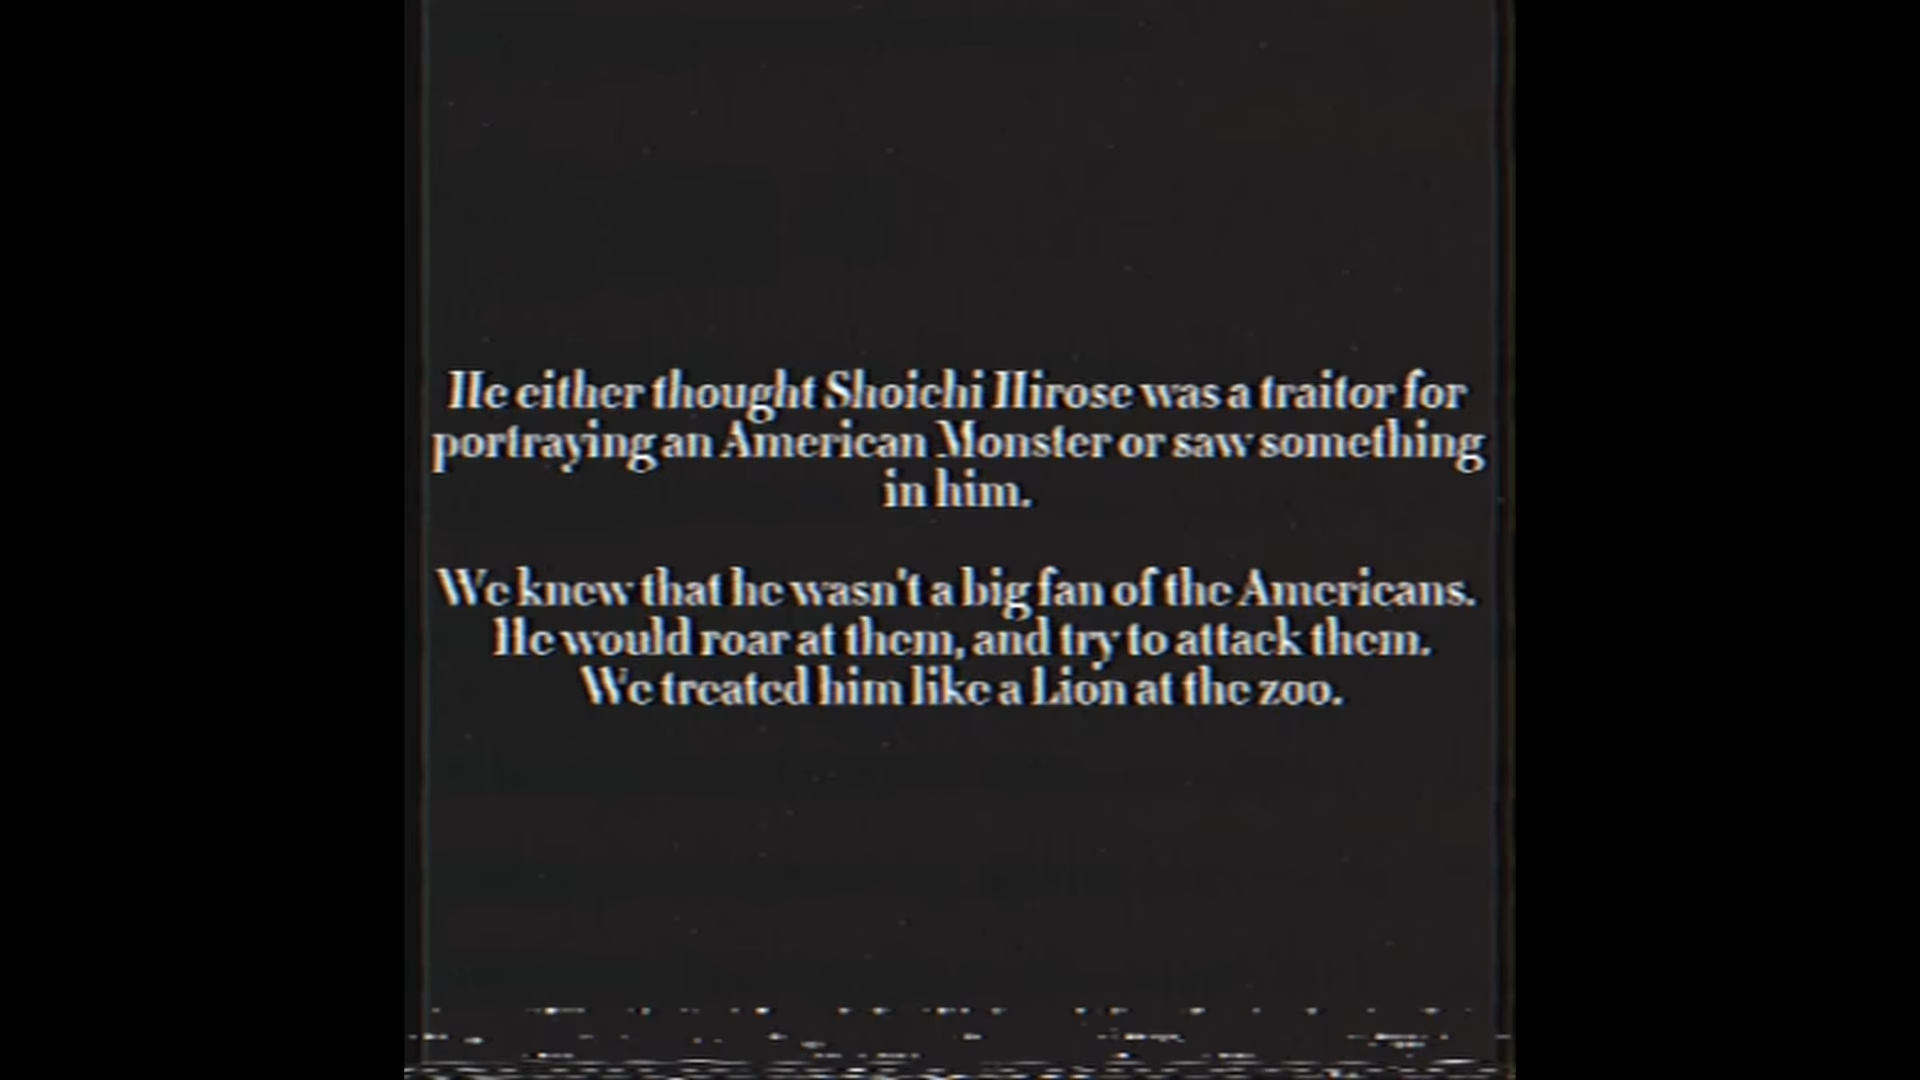 He either thought Shoichi Hirose was a traitor for
portraying an American Monster or saw something
in him.
We knew that he wasn't a big fan of the Americans.
He would roar at them, and try to attack them.
We treated him like a Lion at the zoo.